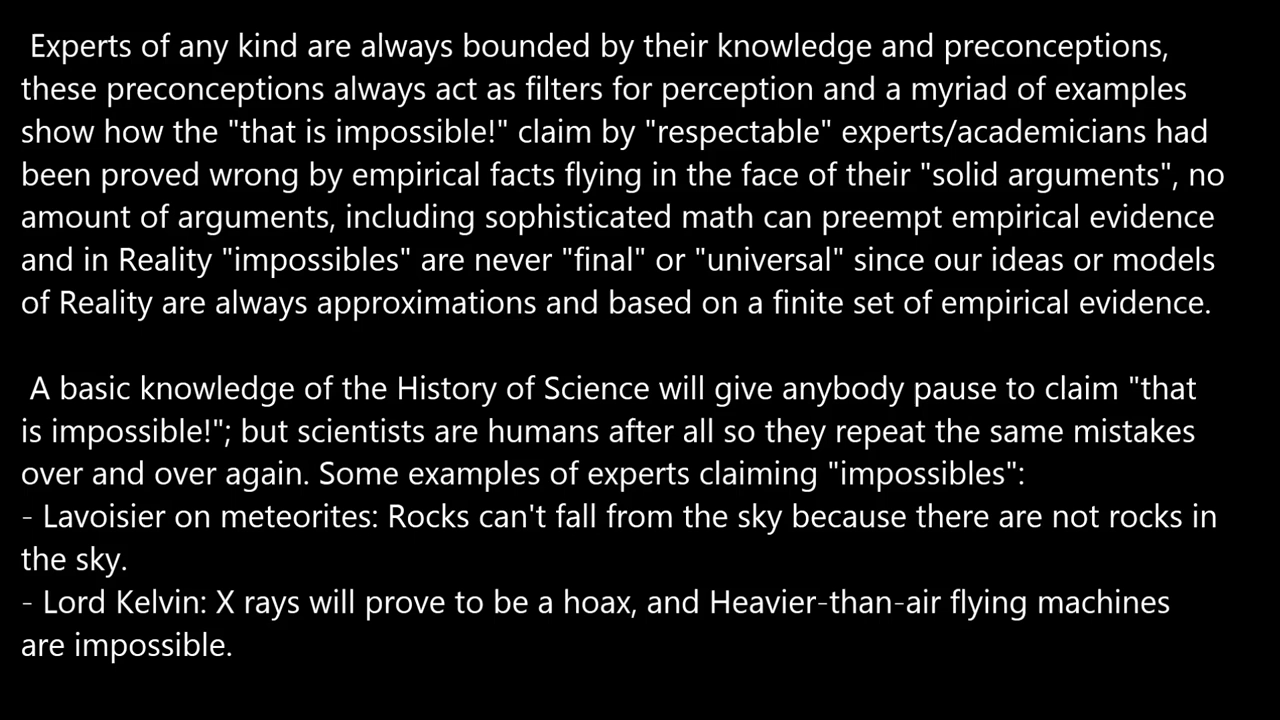 Experts of any kind are always bounded by their knowledge and preconceptions,
these preconceptions always act as filters for perception and a myriad of examples
show how the "that is impossible!" claim by "respectable" experts/academicians had
been proved wrong by empirical facts flying in the face of their "solid arguments", no
amount of arguments, including sophisticated math can preempt empirical evidence
and in Reality "impossibles" are never "final" or "universal" since our ideas or models
of Reality are always approximations and based on a finite set of empirical evidence.
A basic knowledge of the History of Science will give anybody pause to claim "that
is impossible!"; but scientists are humans after all so they repeat the same mistakes
over and over again. Some examples of experts claiming "impossibles":
- Lavoisier on meteorites: Rocks can't fall from the sky because there are not rocks in
the sky.
- Lord Kelvin: X rays will prove to be a hoax, and Heavier-than-air flying machines
are impossible.